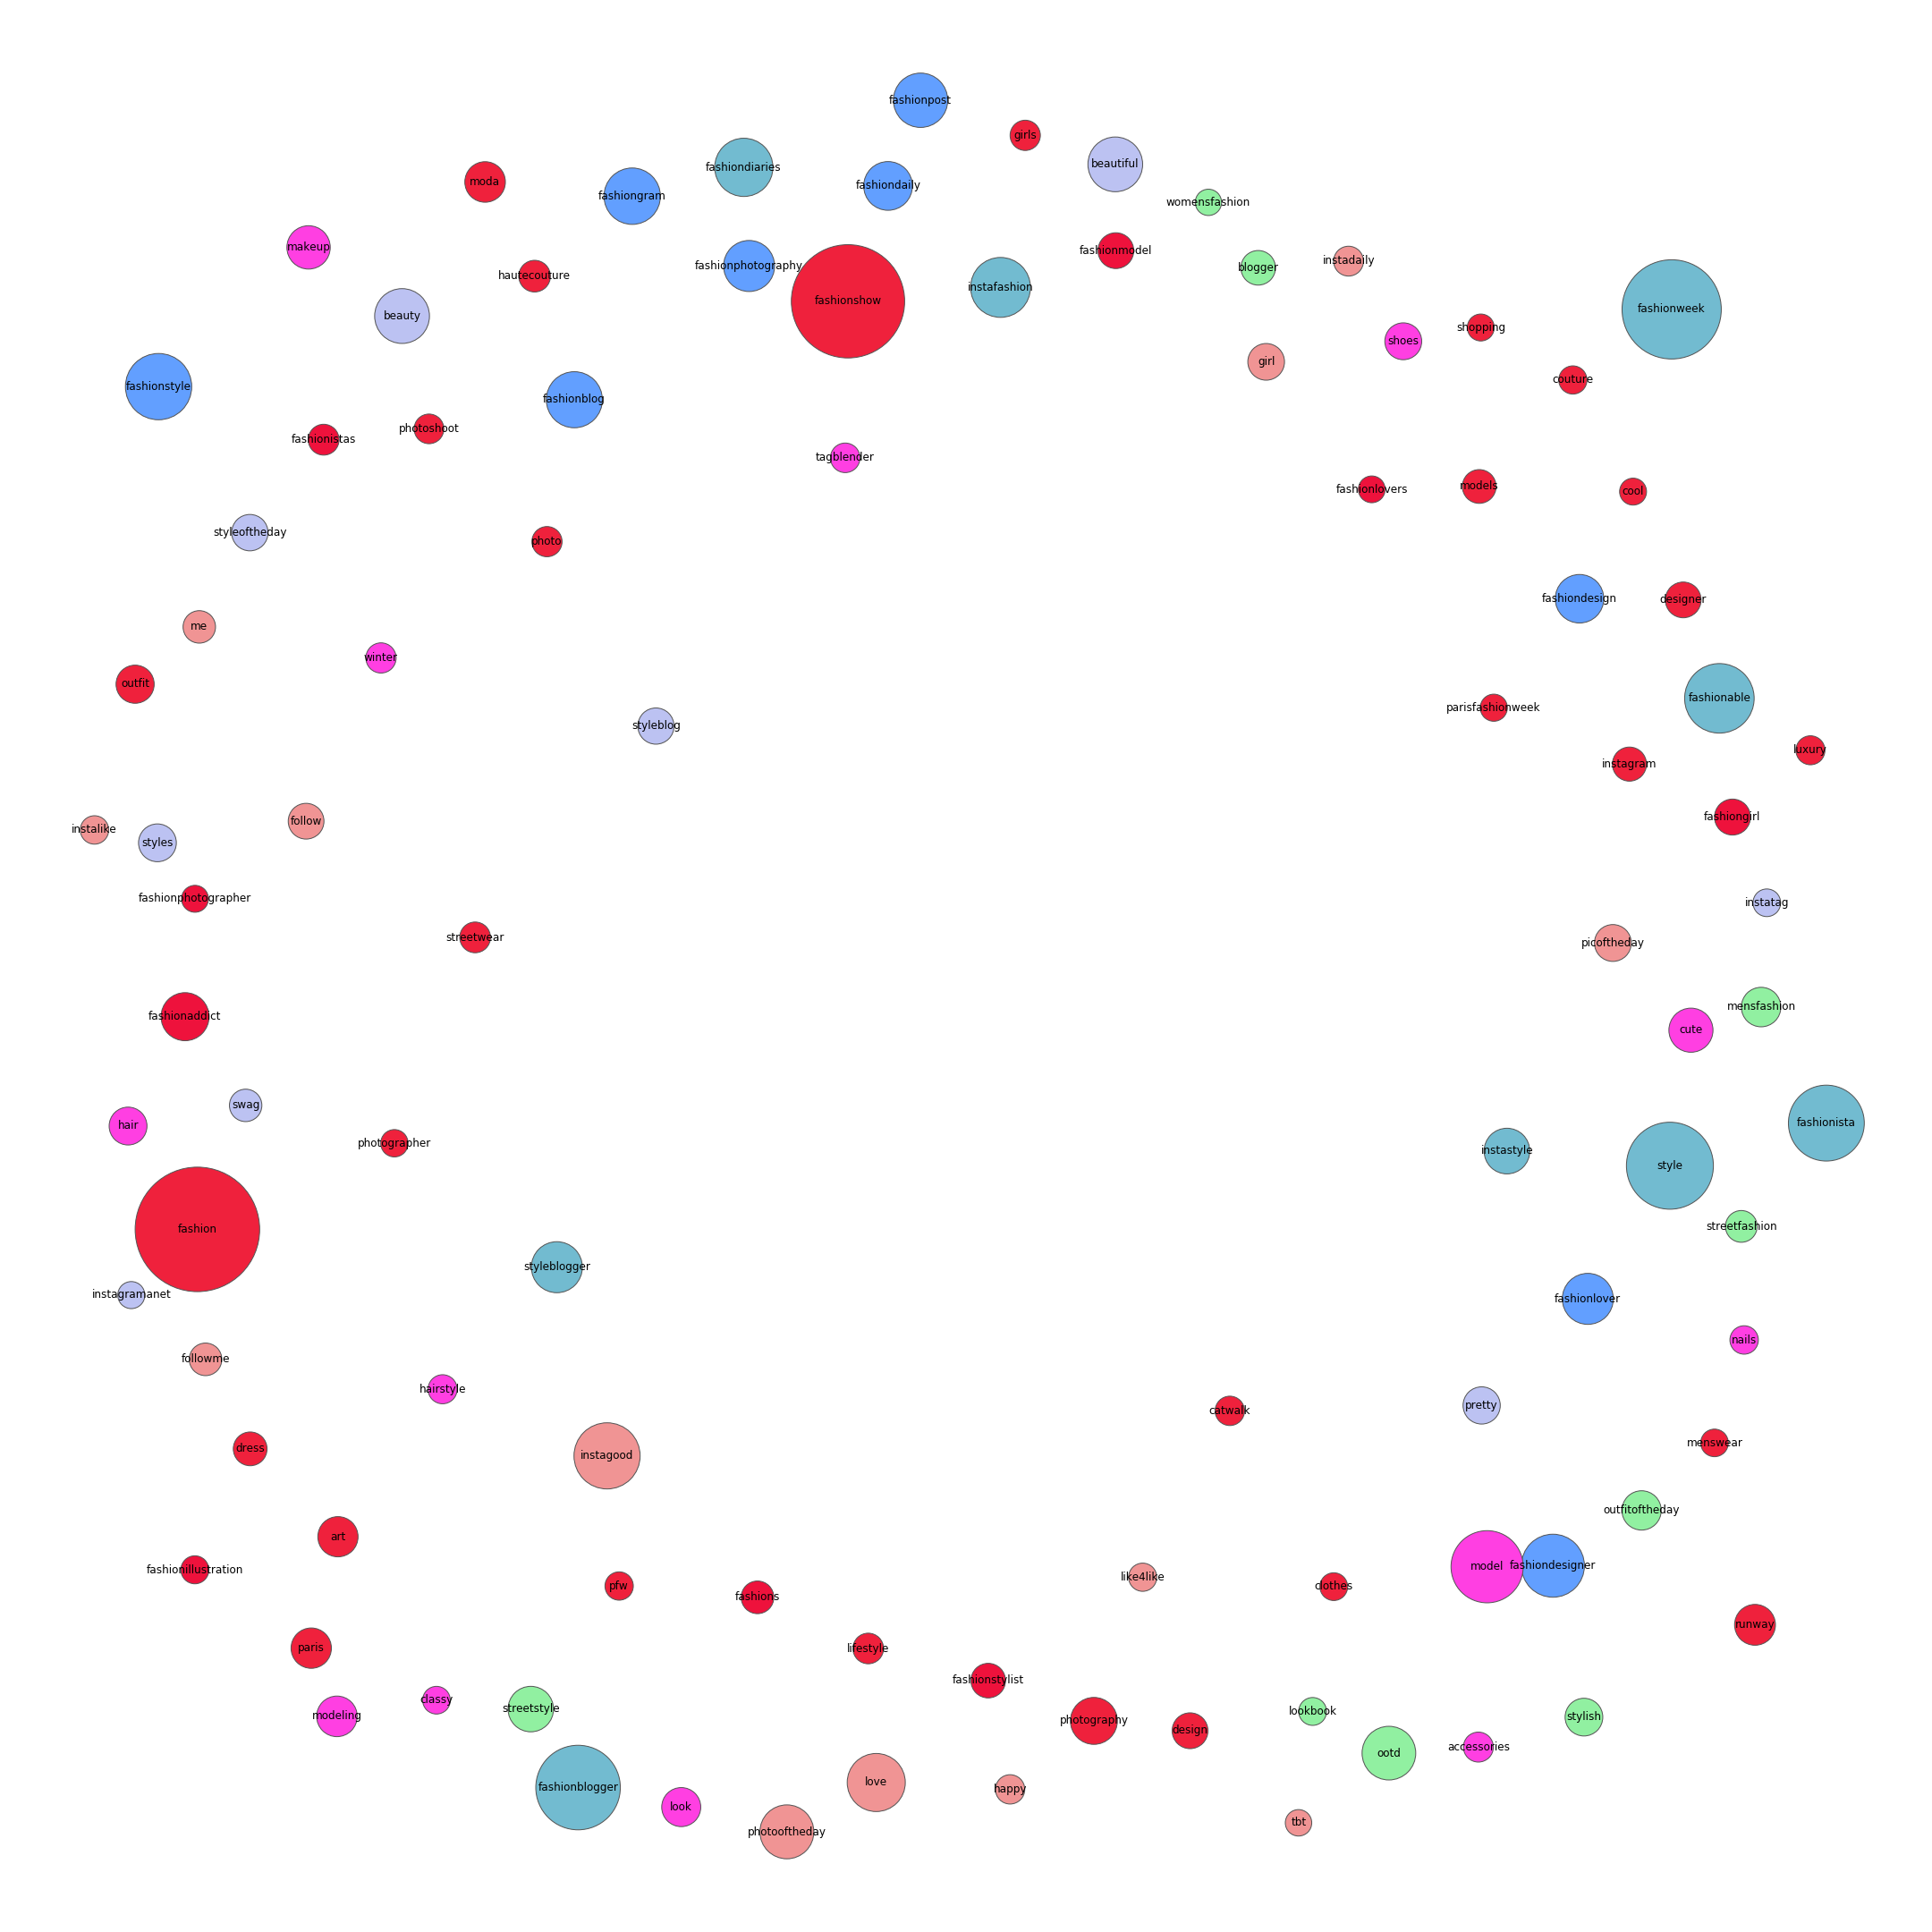 fashionpost
girls
beautiful
fashiondiaries
moda
fashiondaily
fashiongram
womensfashion
makeup
fashionmodel
instadaily
fashionphotography
blogger
hautecouture
instafashion
fashionshow
fashionweek
beauty
shopping
shoes
girl
couture
fashionstyle
fashionblog
photoshoot
fashionistas
tagblender
models
fashionlovers
cool
styleoftheday
photo
fashiondesign
designer
me
winter
outfit
fashionable
parisfashionweek
styleblog
luxury
instagram
fashiongirl
follow
instalike
styles
fashionphotographer
instatag
streetwear
picoftheday
mensfashion
fashionaddict
cute
swag
fashionista
hair
photographer
instastyle
style
streetfashion
fashion
styleblogger
instagramanet
fashionlover
nails
followme
hairstyle
pretty
catwalk
menswear
dress
instagood
outfitoftheday
art
model
fashiondesigner
fashionillustration
like4like
pfw
clothes
fashions
runway
paris
lifestyle
fashionstylist
classy
streetstyle
lookbook
modeling
stylish
photography
design
accessories
ootd
love
fashionblogger
happy
look
tbt
photooftheday